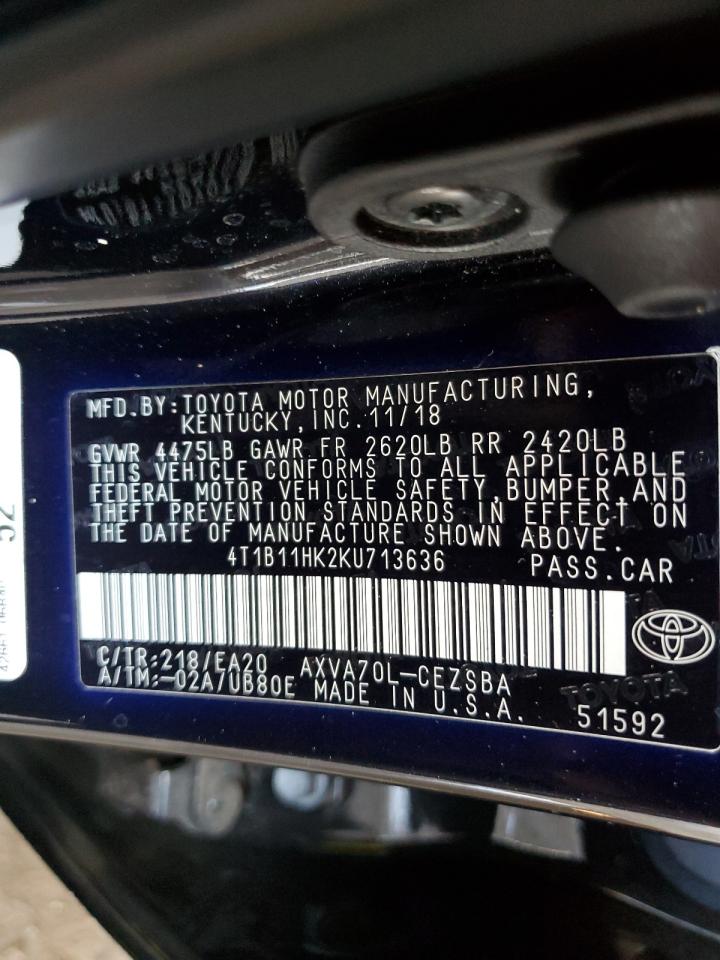 MFD.BY:TOYOTA MOTOR MANUFACTURING,
KENTUCKY, INC. 11/18
GVWR 4475LB GAWR FR 2620LB RR 2420LB
THIS VEHICLE CONFORMS TO ALL APPLICABLE
FEDERAL MOTOR VEHICLE SAFETY, BUMPER, AND
THEFT PREVENTION STANDARDS IN EFFECT ON
THE DATE OF MANUFACTURE SHOWN ABOVE.
4T1B11HK2KU713636 PASS.CAR
C/TR:218/EA20 AXVA70L-CEZSBA
A/TM:-02A/UB80E MADE IN U.S.A.
TOYOTA
51592
52